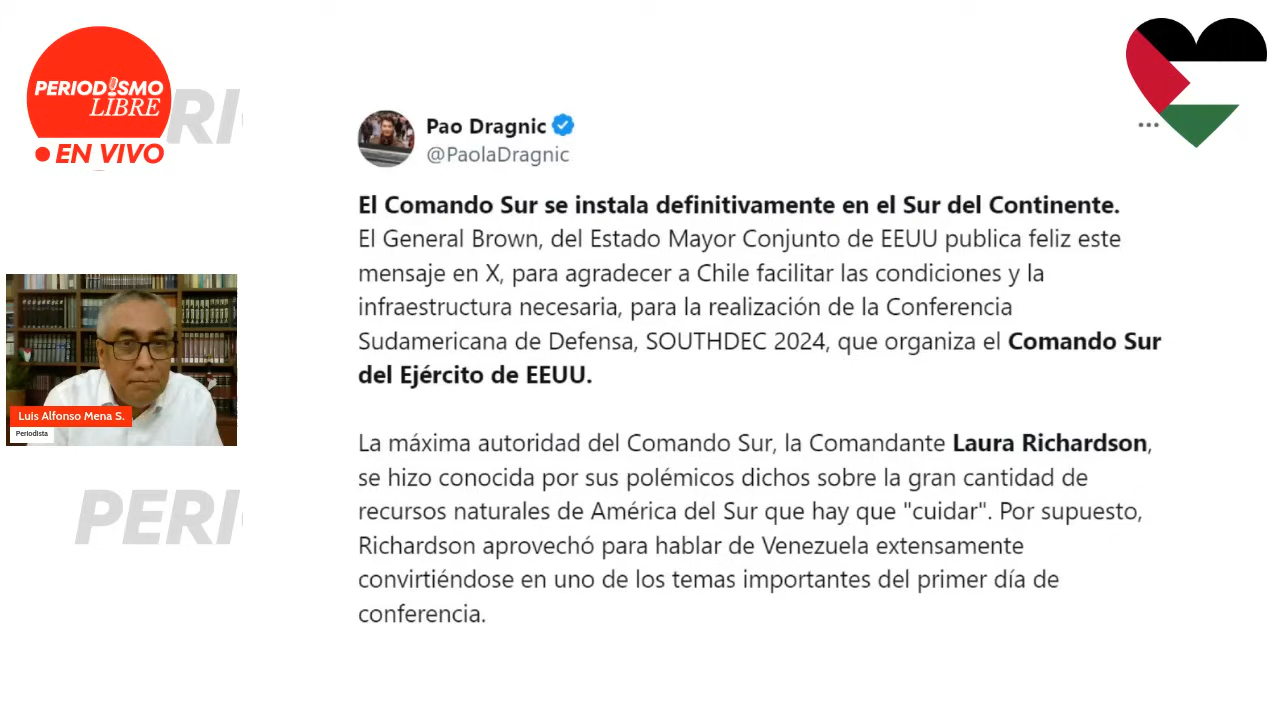 PERIODISMO
LIBRE
EN VIVO
PERI
Pao Dragnic
@PaolaDragnic
El Comando Sur se instala definitivamente en el Sur del Continente.
El General Brown, del Estado Mayor Conjunto de EEUU publica feliz este
mensaje en X, para agradecer a Chile facilitar las condiciones y la
infraestructura necesaria, para la realización de la Conferencia
Sudamericana de Defensa, SOUTHDEC 2024, que organiza el Comando Sur
del Ejército de EEUU.
La máxima autoridad del Comando Sur, la Comandante Laura Richardson,
se hizo conocida por sus polémicos dichos sobre la gran cantidad de
recursos naturales de América del Sur que hay que "cuidar". Por supuesto,
Richardson aprovechó para hablar de Venezuela extensamente
convirtiéndose en uno de los temas importantes del primer día de
conferencia.
Luis Alfonso Mena S.
Periodista
PERI